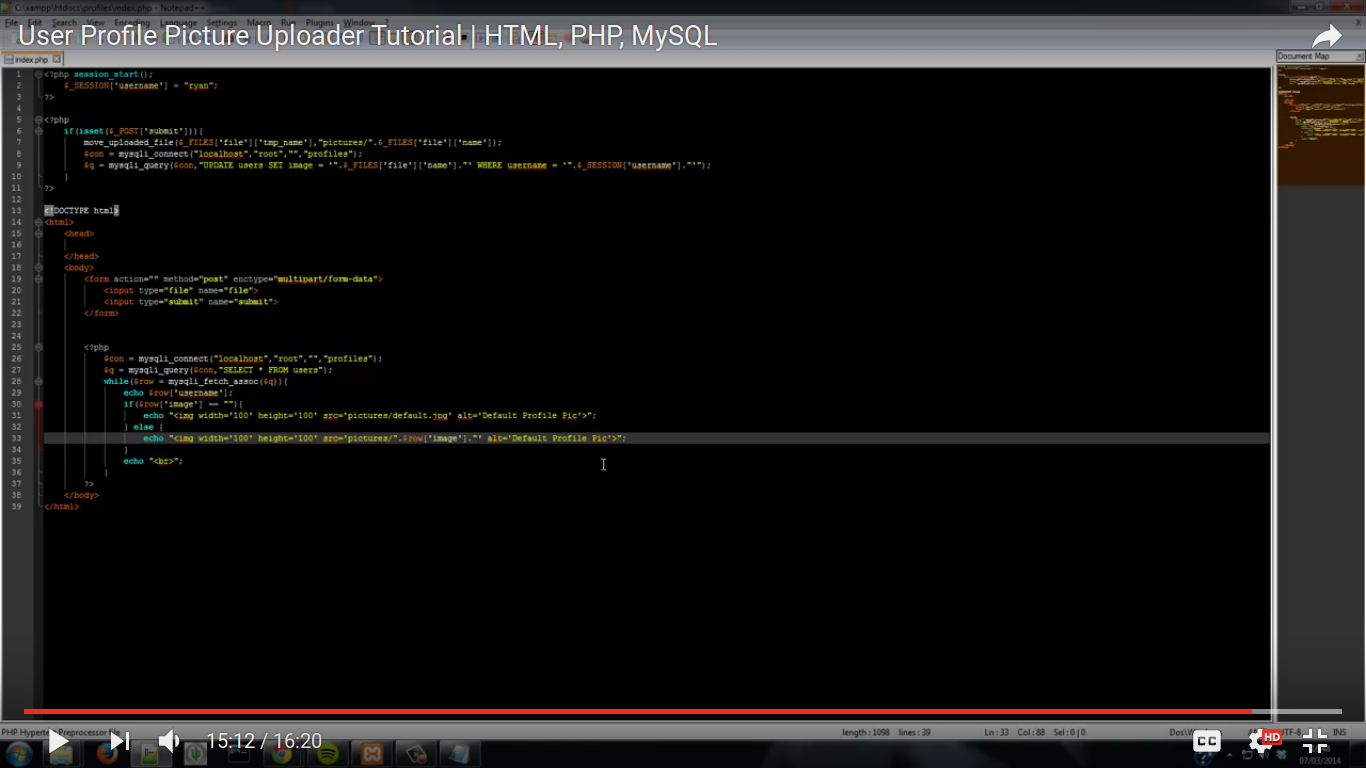 C:\xampp\htdocs\profiles\index.php - Notepad++
File Edit Search View Encoding Language Settings Macro Run Plugins Window ?
User Profile Picture Uploader Tutorial | HTML, PHP, MySQL
index.php
Document Map
1 <?php session_start();
2 $_SESSION['username'] = "ryan";
3 ?>
4
5 <?php
6 if(isset($_POST['submit'])){
7 move_uploaded_file($_FILES['file']['tmp_name'],"pictures/".$_FILES['file']['name']);
8 $con = mysqli_connect("localhost","root","","profiles");
9 $q = mysqli_query($con,"UPDATE users SET image = '".$_FILES['file']['name']."' WHERE username = '".$_SESSION['username']."'");
10 }
11 ?>
12
13 <!DOCTYPE html>
14 <html>
15 <head>
16
17 </head>
18 <body>
19 <form action="" method="post" enctype="multipart/form-data">
20 <input type="file" name="file">
21 <input type="submit" name="submit">
22 </form>
23
24
25 <?php
26 $con = mysqli_connect("localhost","root","","profiles");
27 $q = mysqli_query($con,"SELECT * FROM users");
28 while($row = mysqli_fetch_assoc($q)){
29 echo $row['username'];
30 if($row['image'] == ""){
31 echo "<img width='100' height='100' src='pictures/default.jpg' alt='Default Profile Pic'>";
32 } else {
33 echo "<img width='100' height='100' src='pictures/".$row['image']."' alt='Default Profile Pic'>";
34 }
35 echo "<br>";
36 }
37 ?>
38 </body>
39 </html>
PHP Hypertext Preprocessor file length : 1098 lines : 39 Ln : 33 Col : 88 Sel : 0 | 0 UTF-8 INS
15:12 / 16:20
CC HD
07/03/2014